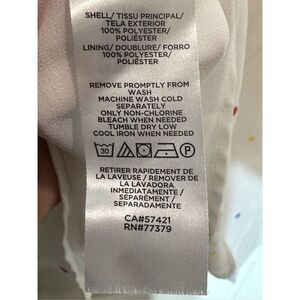 SHELL/ TISSU PRINCIPAL/
TELA EXTERIOR
100% POLYESTER/
POLIÉSTER
LINING/ DOUBLURE/ FORRO
100% POLYESTER/
POLIÉSTER
REMOVE PROMPTLY FROM
WASH
MACHINE WASH COLD
SEPARATELY
ONLY NON-CHLORINE
BLEACH WHEN NEEDED
TUMBLE DRY LOW
COOL IRON WHEN NEEDED
30 P
RETIRER RAPIDEMENT DE
LA LAVEUSE / REMOVER DE
LA LAVADORA
INMEDIATAMENTE /
SÉPARÉMENT /
SEPARADAMENTE
CA#57421
RN#77379